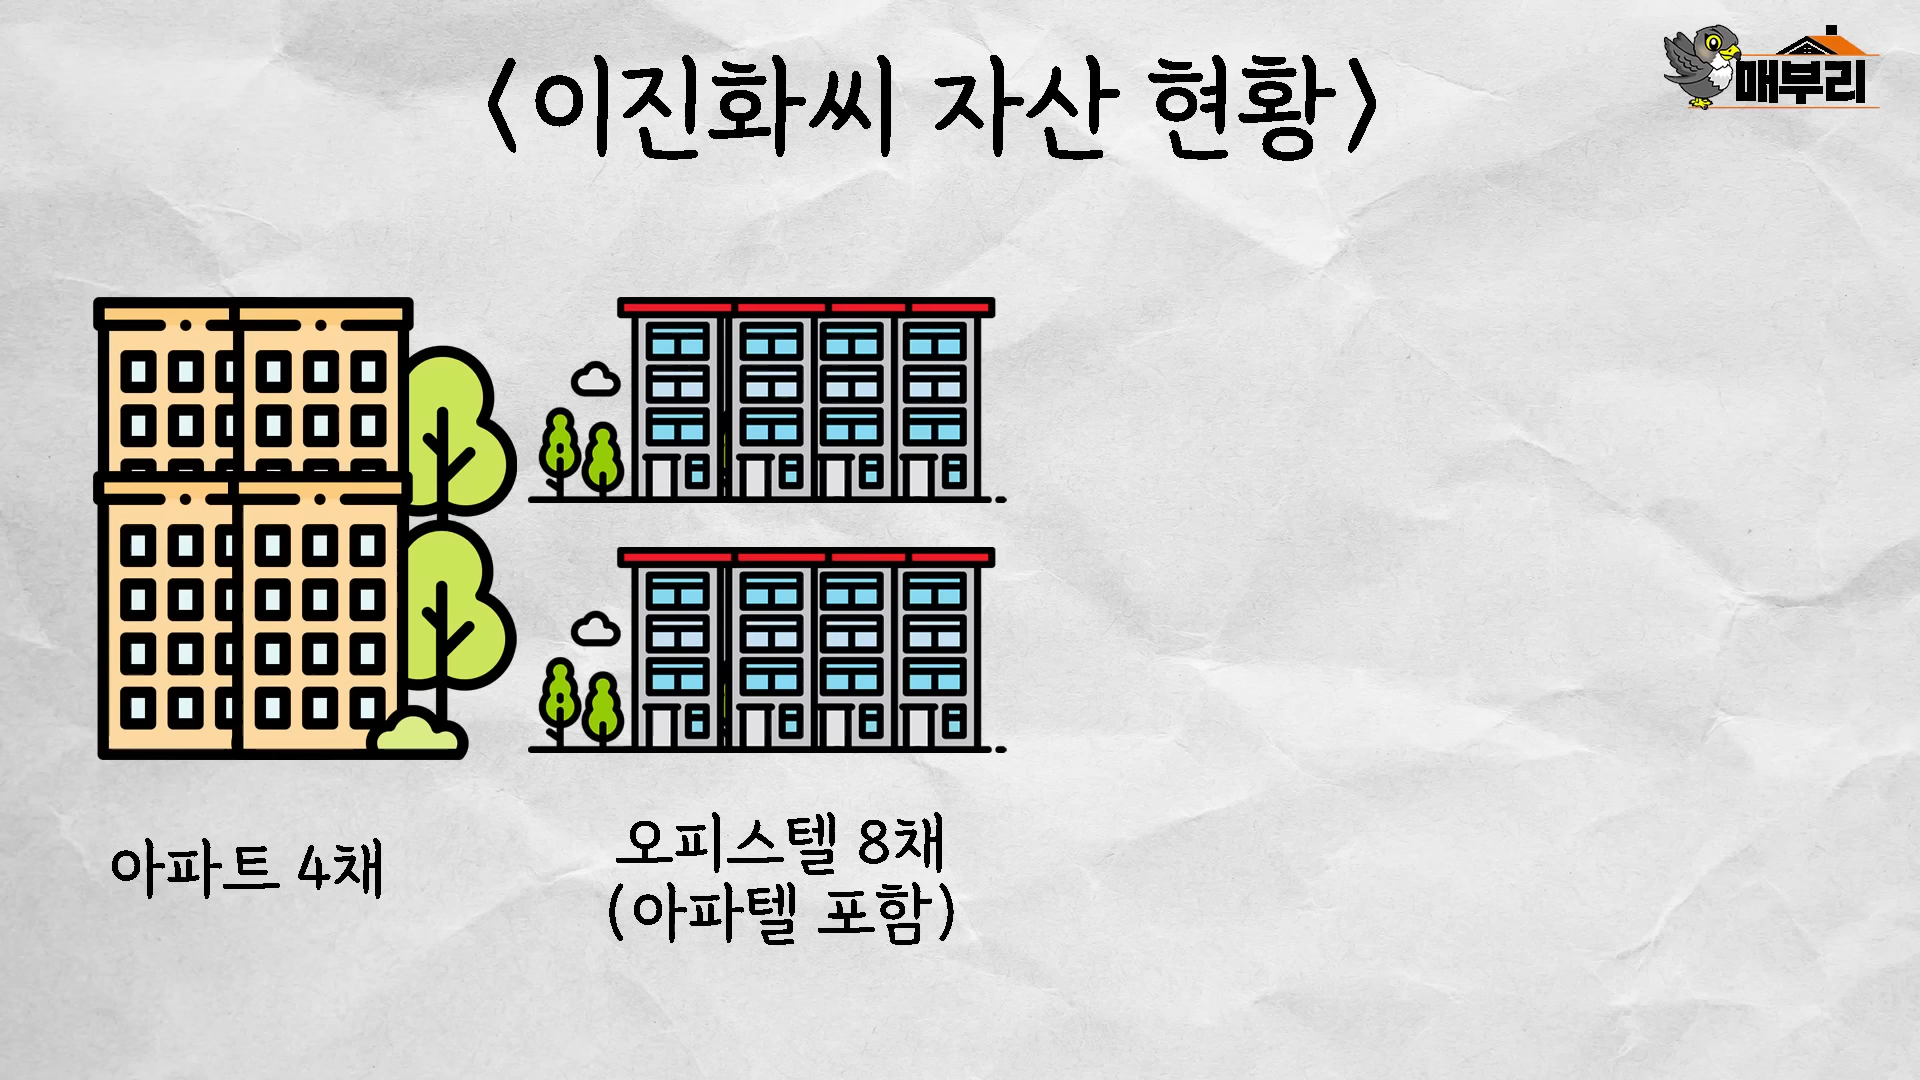 <이진화씨 자산 현황>
매부리
아파트 4채
오피스텔 8채
(아파텔 포함)